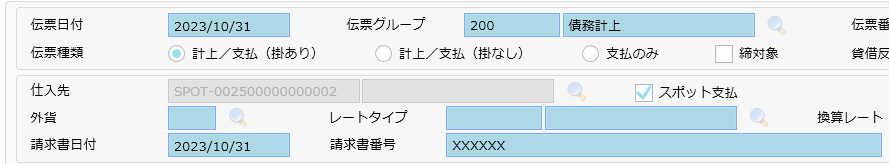 伝票日付 2023/10/31 伝票グループ 200 債務計上 伝票番
伝票種類 計上／支払（掛あり） 計上／支払（掛なし） 支払のみ 締対象 貸借反
仕入先 SPOT-002500000000002 スポット支払
外貨 レートタイプ 換算レート
請求書日付 2023/10/31 請求書番号 XXXXXX